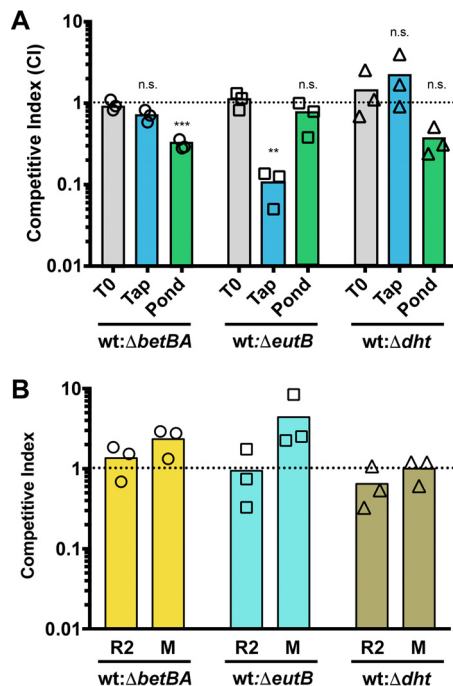 A
Competitive Index (CI)
10
1
0.1
0.01
n.s.
***
**
n.s.
n.s.
n.s.
T0 Tap Pond T0 Tap Pond T0 Tap Pond
wt:ΔbetBA wt:ΔeutB wt:Δdht
B
Competitive Index
10
1
0.1
0.01
R2 M R2 M R2 M
wt:ΔbetBA wt:ΔeutB wt:Δdht